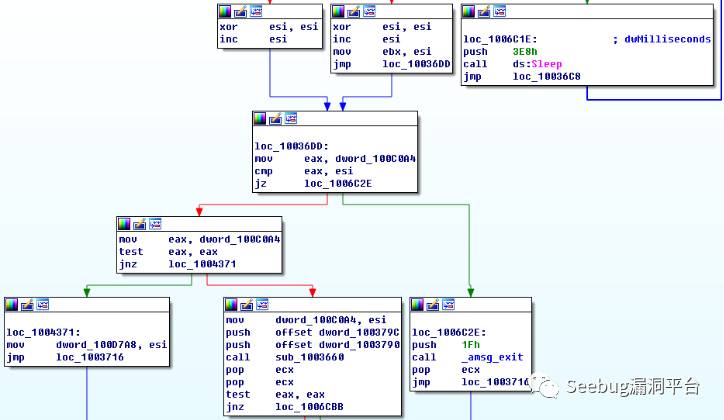 xor esi, esi
inc esi
xor esi, esi
inc esi
mov ebx, esi
jmp loc_10036DD
loc_1006C1E: ; dwMilliseconds
push 3E8h
call ds:Sleep
jmp loc_10036C8
loc_10036DD:
mov eax, dword_100C0A4
cmp eax, esi
jz loc_1006C2E
mov eax, dword_100C0A4
test eax, eax
jnz loc_1004371
loc_1004371:
mov dword_100D7A8, esi
jmp loc_1003716
mov dword_100C0A4, esi
push offset dword_100379C
push offset dword_1003790
call sub_1003660
pop ecx
pop ecx
test eax, eax
jnz loc_1006CBB
loc_1006C2E:
push 1Fh
call _amsg_exit
pop ecx
jmp loc_1003716
Seebug漏洞平台